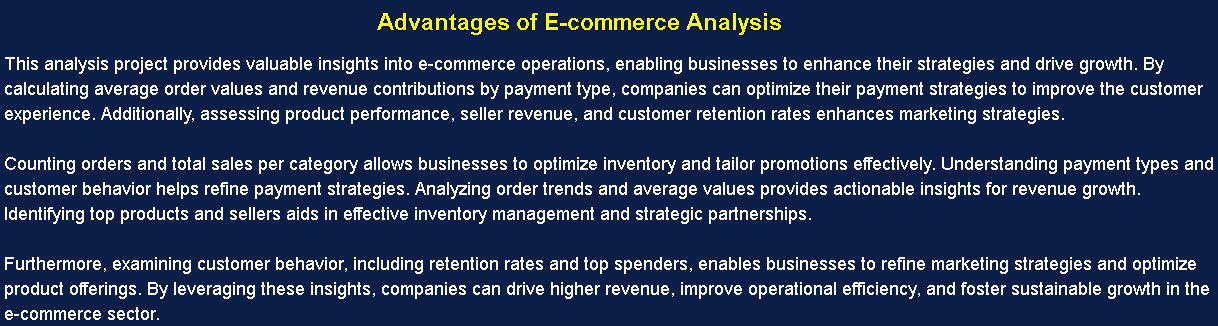 Advantages of E-commerce Analysis
This analysis project provides valuable insights into e-commerce operations, enabling businesses to enhance their strategies and drive growth. By
calculating average order values and revenue contributions by payment type, companies can optimize their payment strategies to improve the customer
experience. Additionally, assessing product performance, seller revenue, and customer retention rates enhances marketing strategies.
Counting orders and total sales per category allows businesses to optimize inventory and tailor promotions effectively. Understanding payment types and
customer behavior helps refine payment strategies. Analyzing order trends and average values provides actionable insights for revenue growth.
Identifying top products and sellers aids in effective inventory management and strategic partnerships.
Furthermore, examining customer behavior, including retention rates and top spenders, enables businesses to refine marketing strategies and optimize
product offerings. By leveraging these insights, companies can drive higher revenue, improve operational efficiency, and foster sustainable growth in the
e-commerce sector.